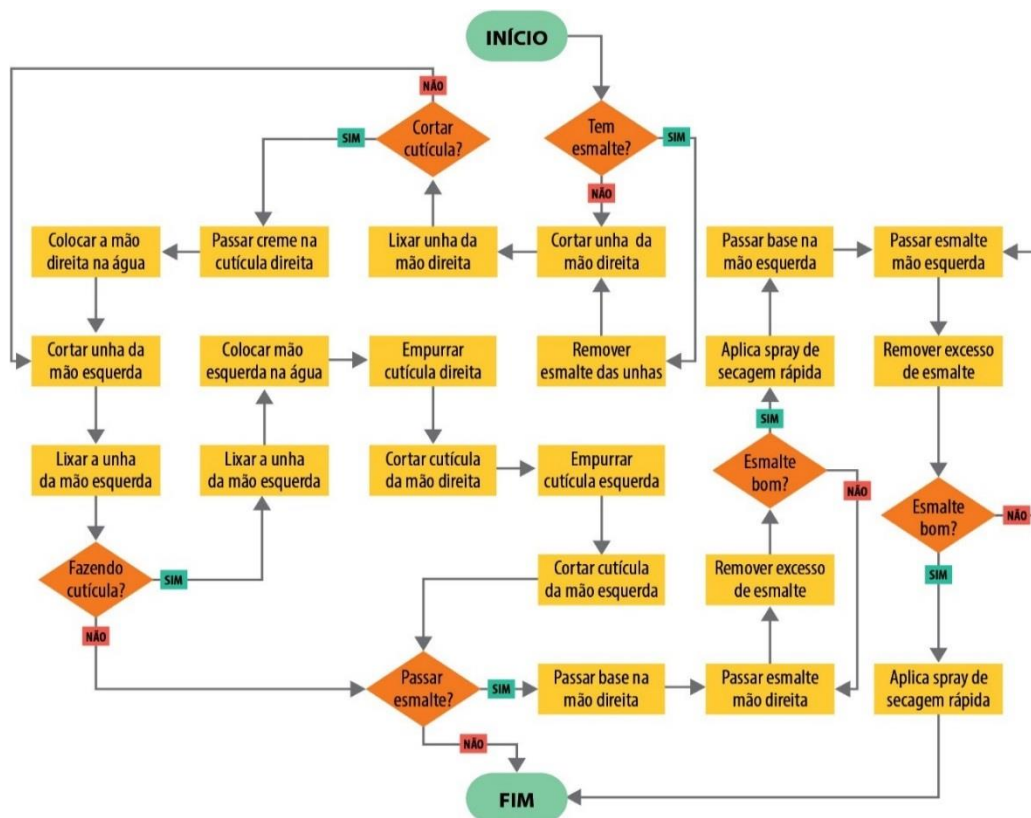 INÍCIO
NÃO
Cortar
cutícula?
SIM
Tem
esmalte?
SIM
NÃO
Colocar a mão
direita na água
Passar creme na
cutícula direita
Lixar unha da
mão direita
Cortar unha da
mão direita
Passar base na
mão esquerda
Passar esmalte
mão esquerda
Cortar unha da
mão esquerda
Colocar mão
esquerda na água
Empurrar
cutícula direita
Remover
esmalte das unhas
Aplica spray de
secagem rápida
Remover excesso
de esmalte
SIM
Lixar a unha
da mão esquerda
Lixar a unha
da mão esquerda
Cortar cutícula
da mão direita
Empurrar
cutícula esquerda
Esmalte
bom?
NÃO
Esmalte
bom?
NÃO
Fazendo
cutícula?
SIM
Cortar cutícula
da mão esquerda
Remover excesso
de esmalte
SIM
NÃO
Passar
esmalte?
SIM
Passar base na
mão direita
Passar esmalte
mão direita
Aplica spray de
secagem rápida
NÃO
FIM